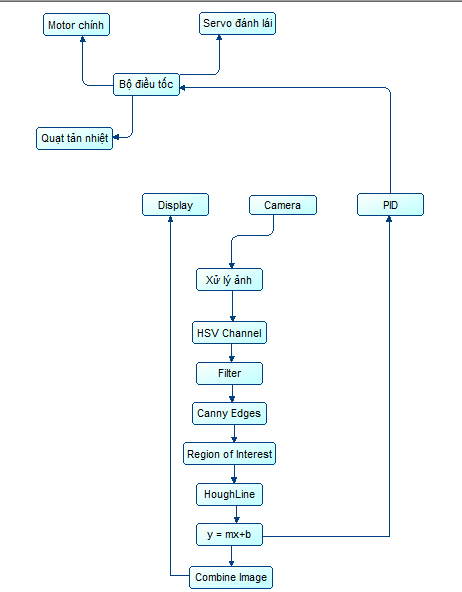 Motor chính
Servo đánh lái
Bộ điều tốc
Quạt tản nhiệt
Display
Camera
PID
Xử lý ảnh
HSV Channel
Filter
Canny Edges
Region of Interest
HoughLine
y = mx+b
Combine Image